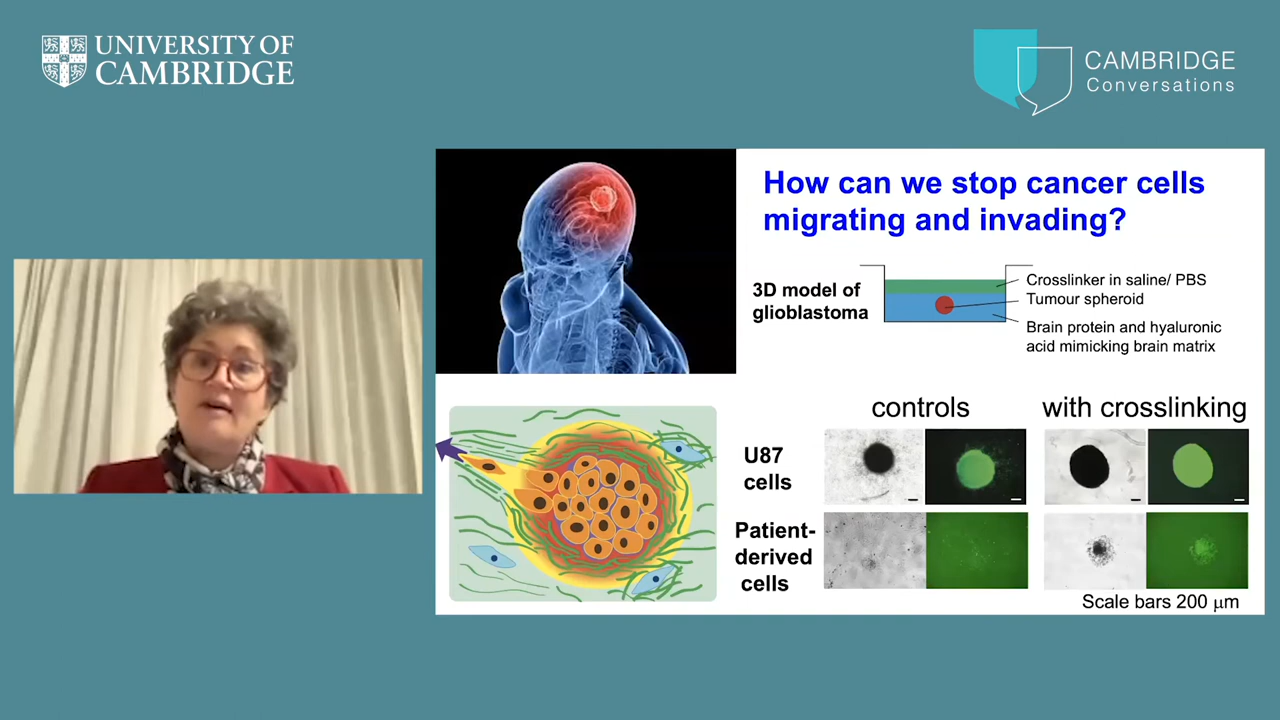 UNIVERSITY OF
CAMBRIDGE
CAMBRIDGE
Conversations
How can we stop cancer cells
migrating and invading?
3D model of
glioblastoma
Crosslinker in saline/ PBS
Tumour spheroid
Brain protein and hyaluronic
acid mimicking brain matrix
controls
with crosslinking
U87
cells
Patient-
derived
cells
Scale bars 200 μm